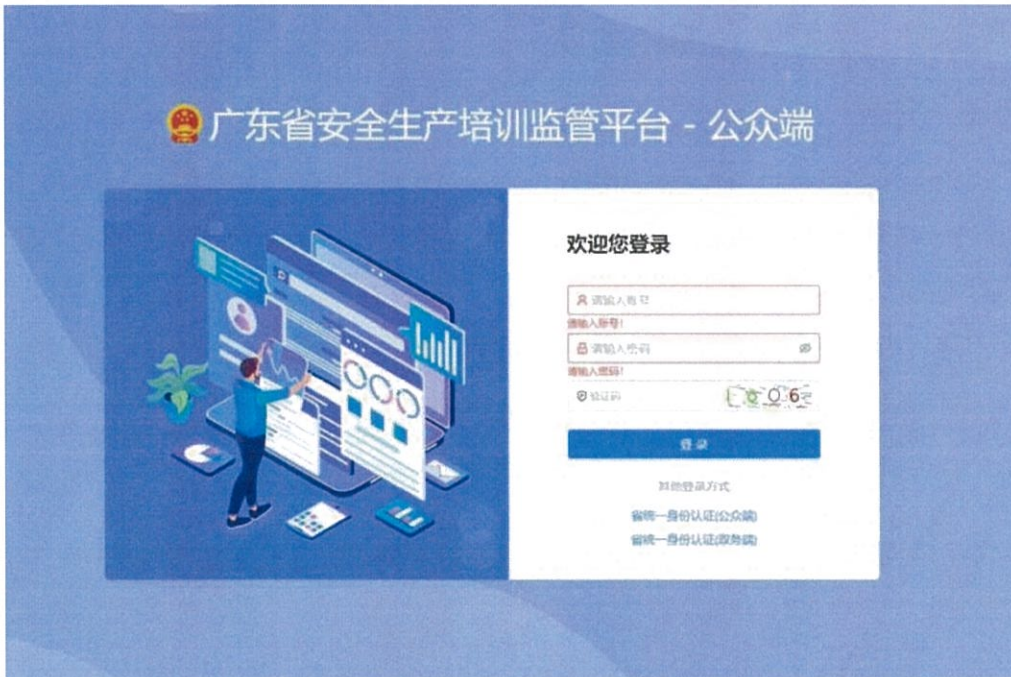 广东省安全生产培训监管平台 - 公众端
欢迎您登录
请输入账号
请输入账号!
请输入密码
请输入密码!
验证码
登 录
其他登录方式
省统一身份认证(公众端)
省统一身份认证(政务端)